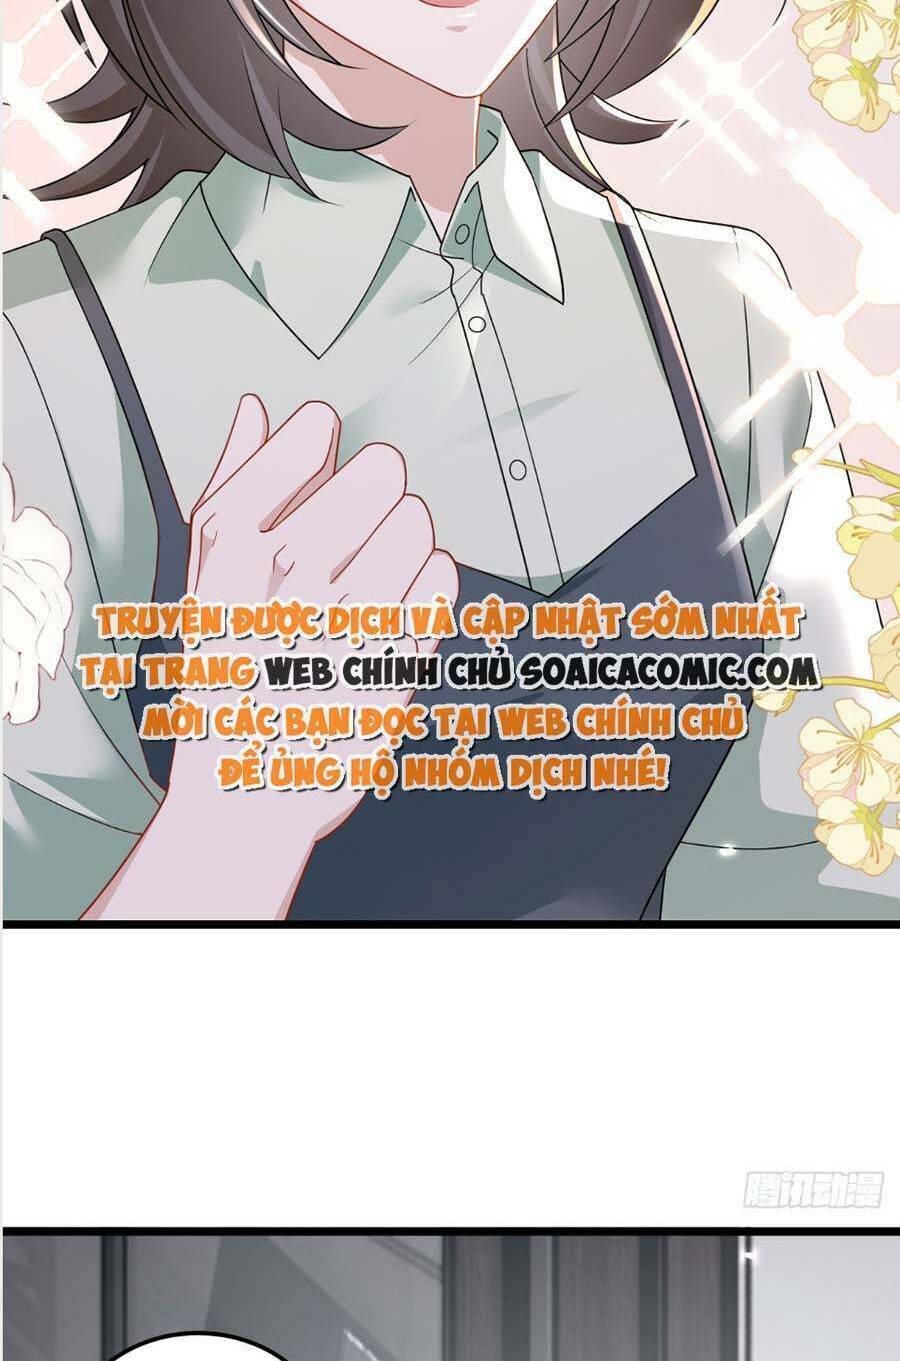 TRUYỆN ĐƯỢC DỊCH VÀ CẬP NHẬT SỚM NHẤT
TẠI TRANG WEB CHÍNH CHỦ SOAICACOMIC.COM
MỜI CÁC BẠN ĐỌC TẠI WEB CHÍNH CHỦ
ĐỂ ỦNG HỘ NHÓM DỊCH NHÉ!
腾讯动漫